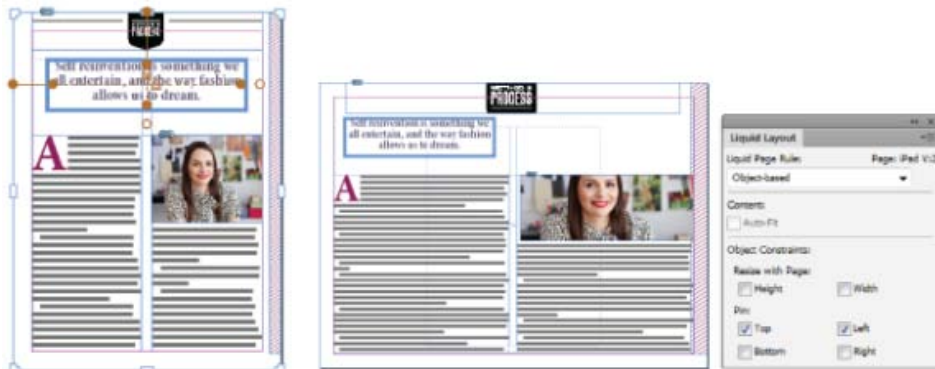 PROCESS
Self reinvention is something we
all entertain, and the way fashion
allows us to dream.
A
PROCESS
Self reinvention is something we
all entertain, and the way fashion
allows us to dream.
A
Liquid Layout
Liquid Page Rule: Page: iPad V:2
Object-based
Content:
Auto-Fit
Object Constraints:
Resize with Page:
Height Width
Pin:
Top Left
Bottom Right